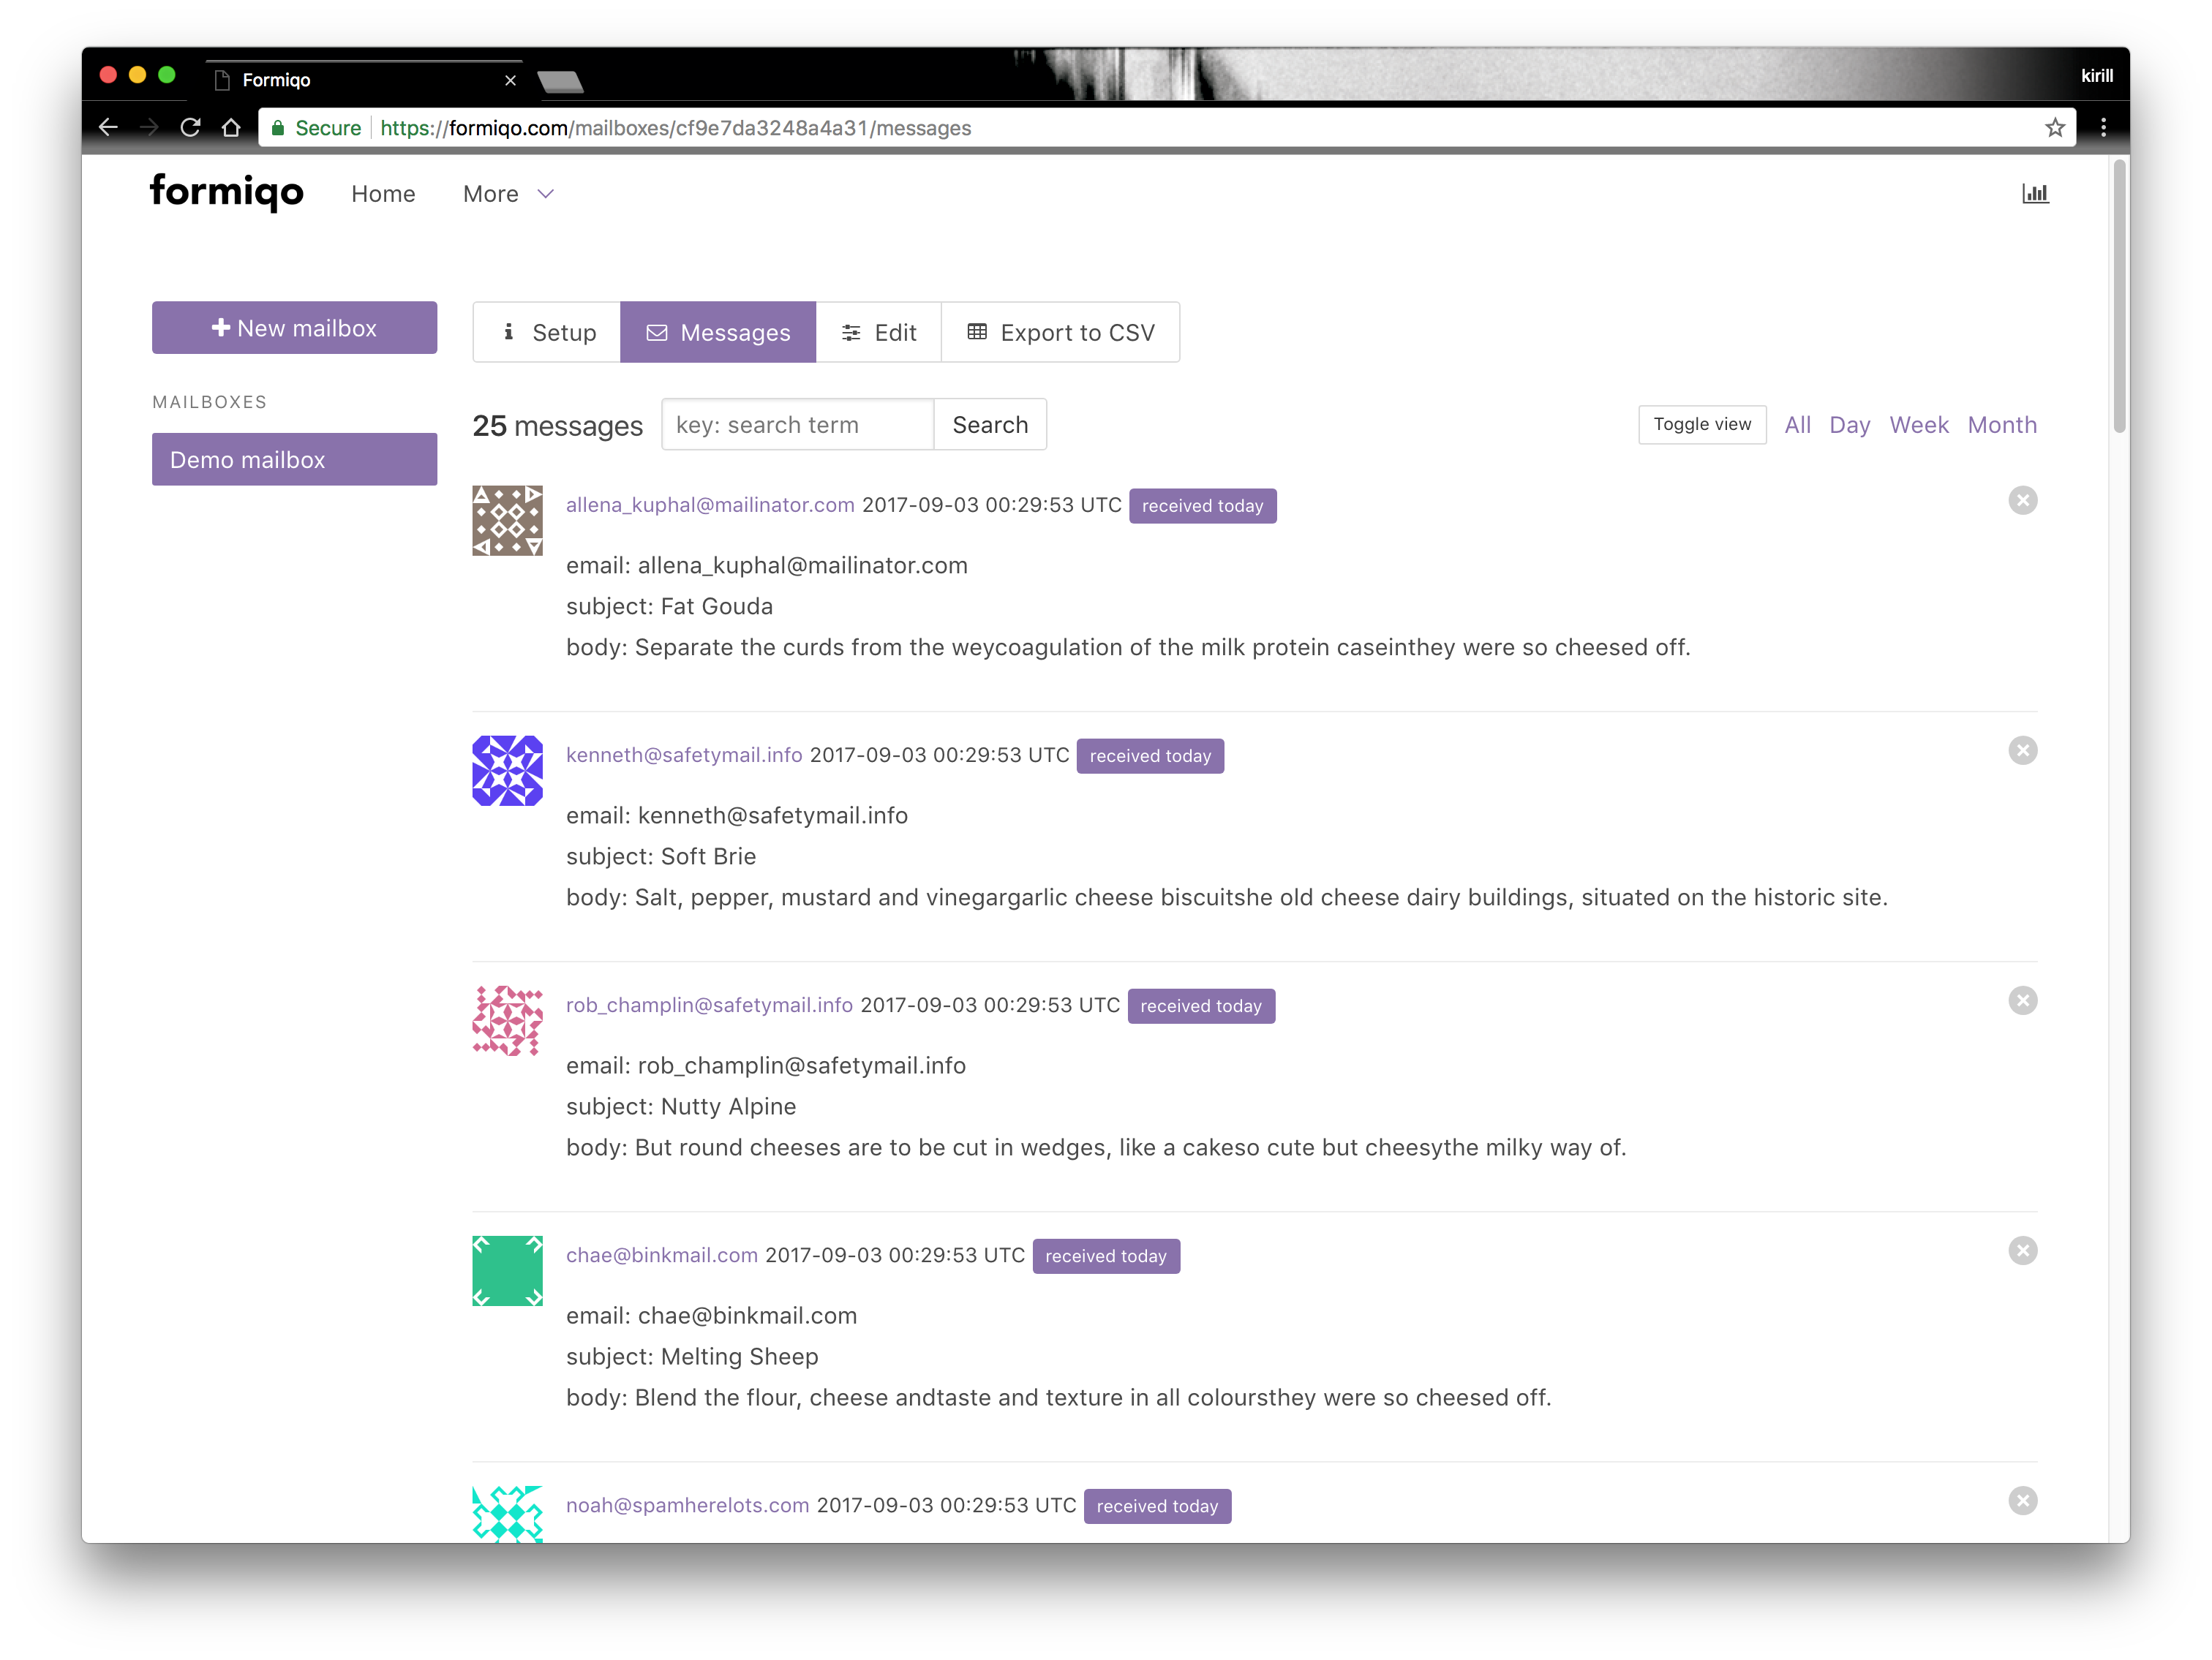 Formiqo
kirill
Secure https://formiqo.com/mailboxes/cf9e7da3248a4a31/messages
formiqo Home More
New mailbox
Setup Messages Edit Export to CSV
MAILBOXES
Demo mailbox
25 messages key: search term Search Toggle view All Day Week Month
allena_kuphal@mailinator.com 2017-09-03 00:29:53 UTC received today
email: allena_kuphal@mailinator.com
subject: Fat Gouda
body: Separate the curds from the weycoagulation of the milk protein caseinthey were so cheesed off.
kenneth@safetymail.info 2017-09-03 00:29:53 UTC received today
email: kenneth@safetymail.info
subject: Soft Brie
body: Salt, pepper, mustard and vinegargarlic cheese biscuitshe old cheese dairy buildings, situated on the historic site.
rob_champlin@safetymail.info 2017-09-03 00:29:53 UTC received today
email: rob_champlin@safetymail.info
subject: Nutty Alpine
body: But round cheeses are to be cut in wedges, like a cakeso cute but cheesythe milky way of.
chae@binkmail.com 2017-09-03 00:29:53 UTC received today
email: chae@binkmail.com
subject: Melting Sheep
body: Blend the flour, cheese andtaste and texture in all coloursthey were so cheesed off.
noah@spamherelots.com 2017-09-03 00:29:53 UTC received today